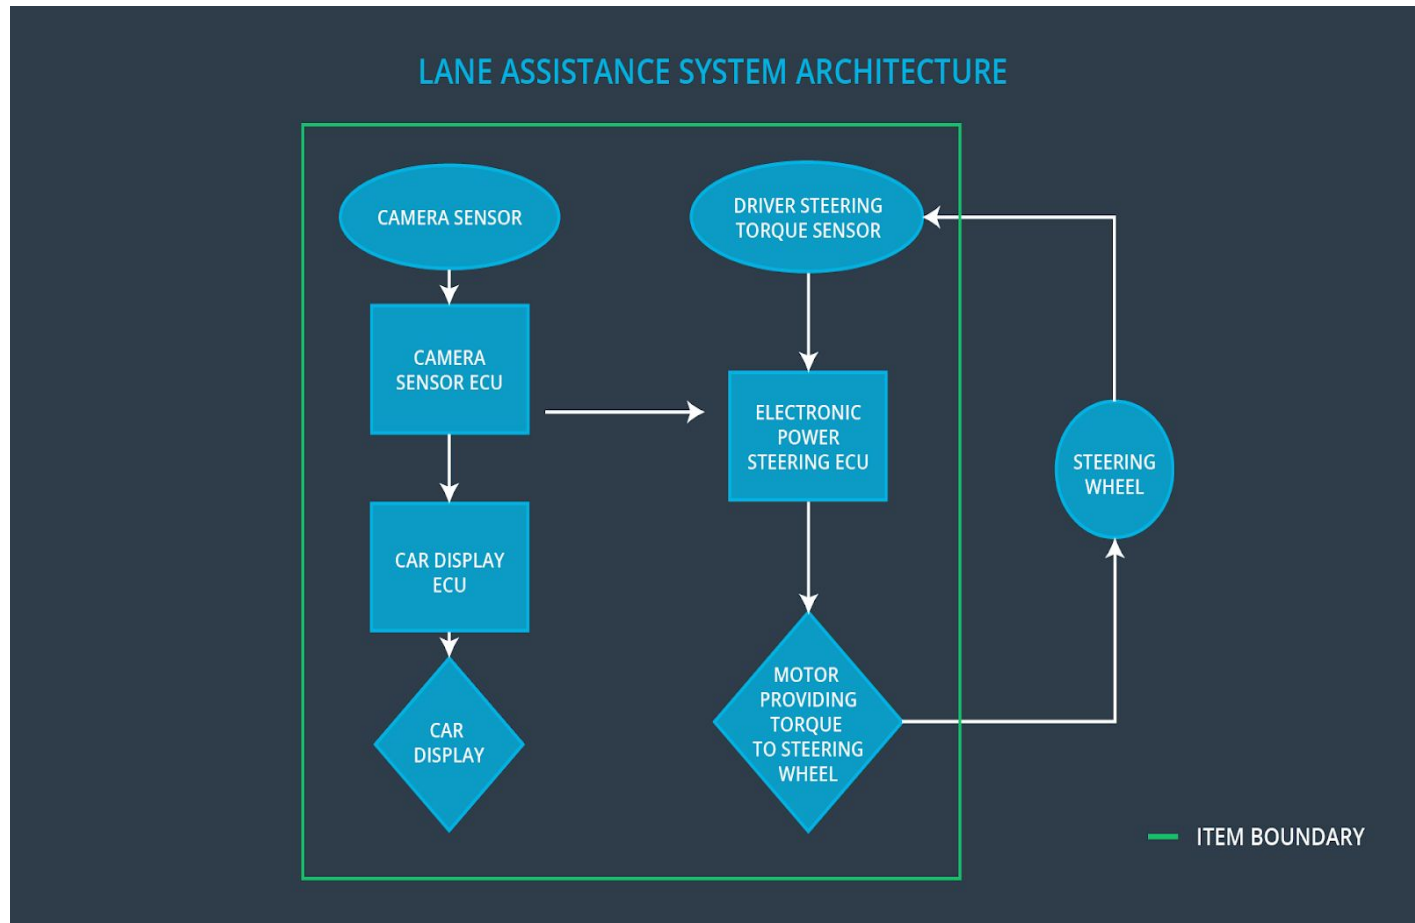 LANE ASSISTANCE SYSTEM ARCHITECTURE
CAMERA SENSOR
DRIVER STEERING
TORQUE SENSOR
CAMERA
SENSOR ECU
ELECTRONIC
POWER
STEERING ECU
STEERING
WHEEL
CAR DISPLAY
ECU
CAR
DISPLAY
MOTOR
PROVIDING
TORQUE
TO STEERING
WHEEL
ITEM BOUNDARY